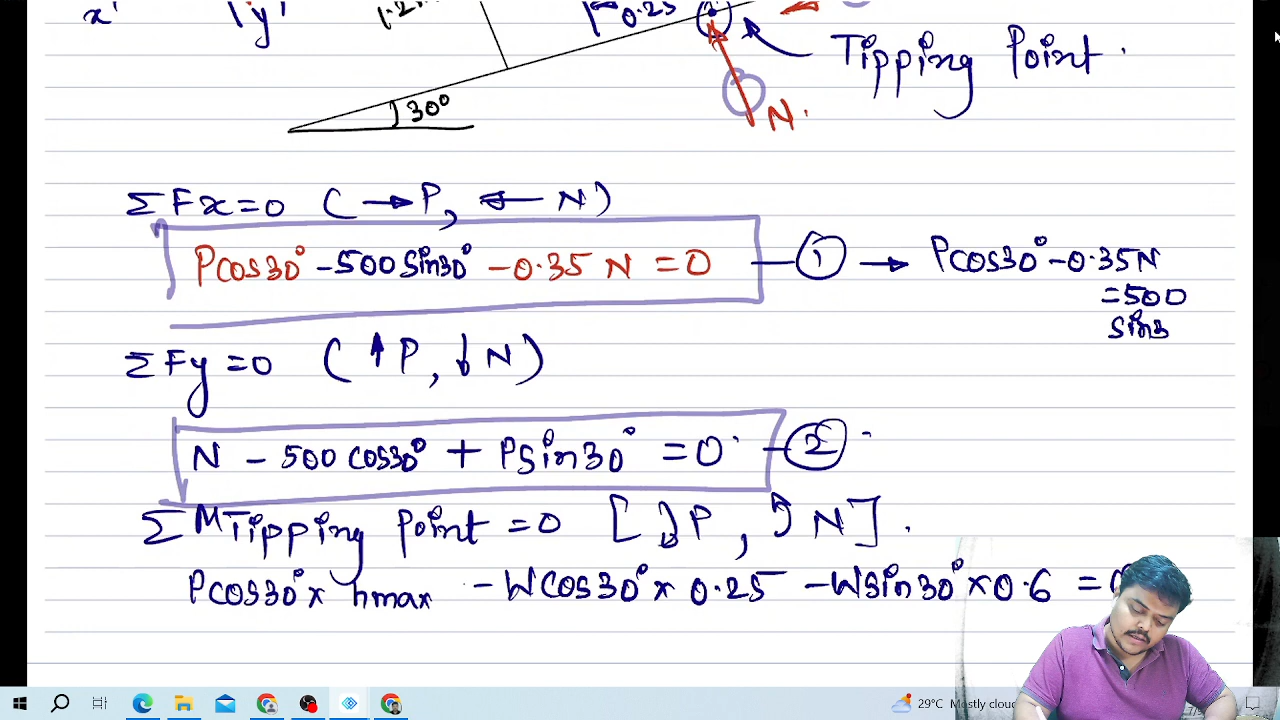 x' y' 0.25
Tipping Point.
30°
N.
ΣFx=0 ( →P, ← N)
Pcos30° -500 Sin30° -0.35 N =0 — 1 → Pcos30° -0.35N
=500
Sin3
ΣFy=0 ( ↑ P, ↓ N )
N - 500 cos30° + Psin30° =0 — 2
ΣM Tipping Point =0 [ ↓P, ↺ N ].
Pcos30° x hmax - Wcos30° x 0.25 - Wsin30° x 0.6 =
29°C Mostly cloud